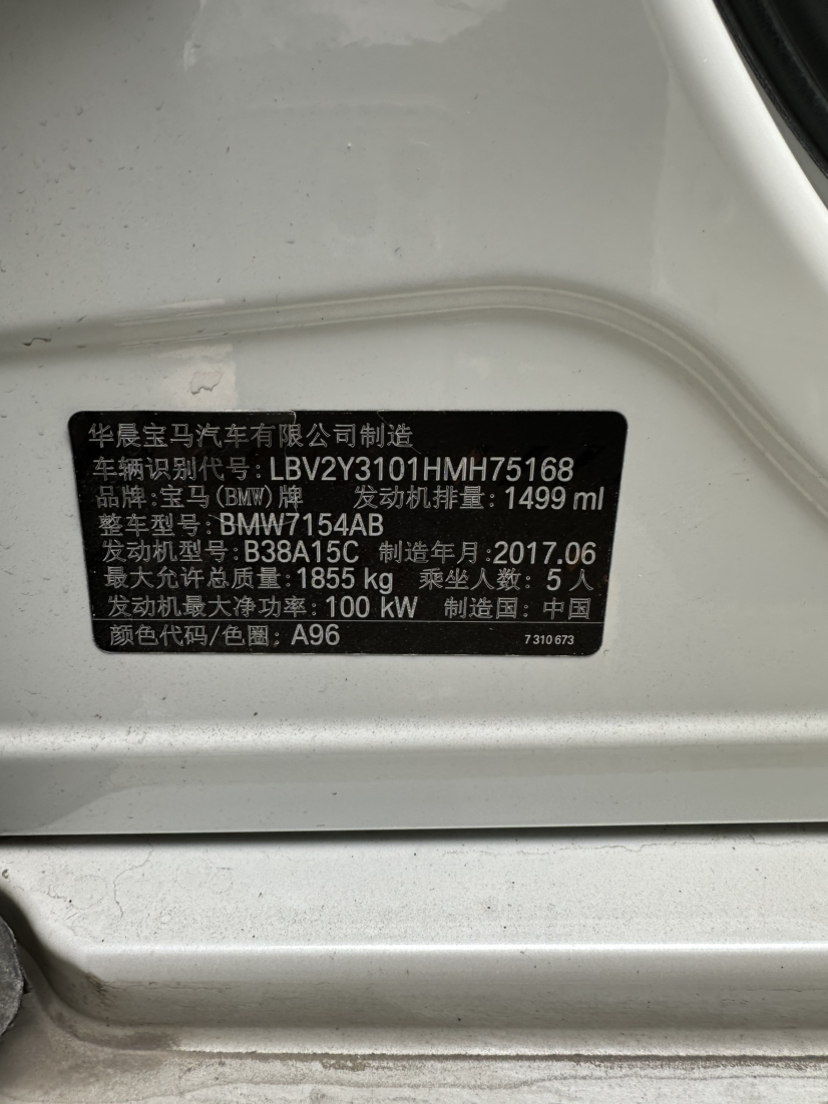 华晨宝马汽车有限公司制造
车辆识别代号: LBV2Y3101HMH75168
品牌:宝马(BMW)牌 发动机排量: 1499 ml
整车型号: BMW7154AB
发动机型号: B38A15C 制造年月:2017.06
最大允许总质量: 1855 kg 乘坐人数: 5 人
发动机最大净功率: 100 kW 制造国: 中国
颜色代码/色圈: A96 7 310 673